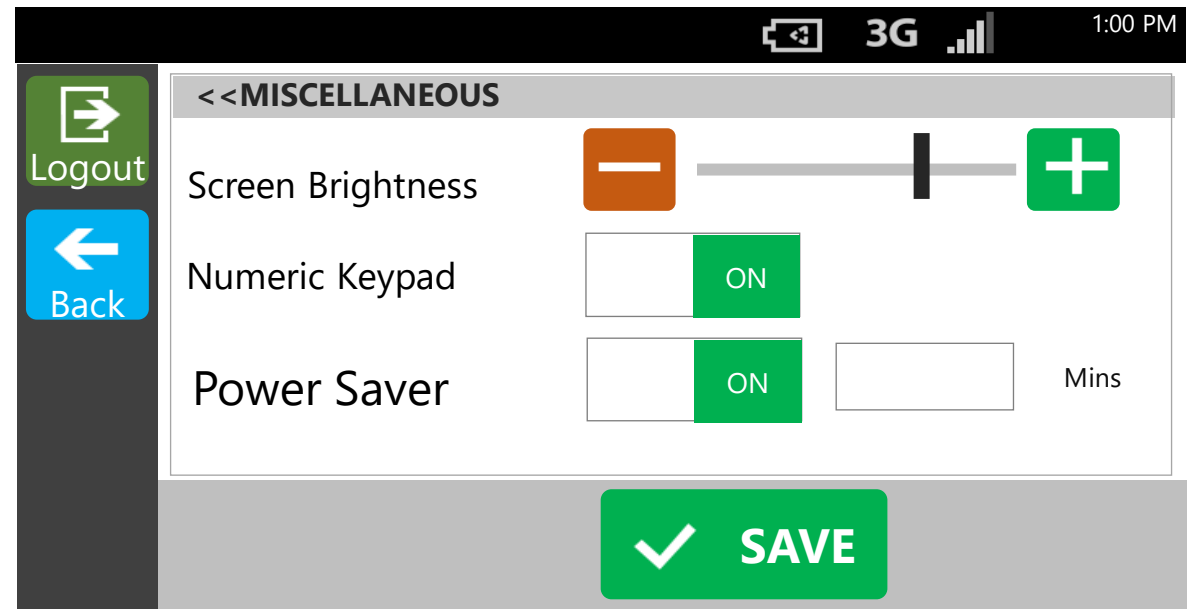 3G 1:00 PM
Logout
Back
<<MISCELLANEOUS
Screen Brightness
Numeric Keypad ON
Power Saver ON Mins
SAVE